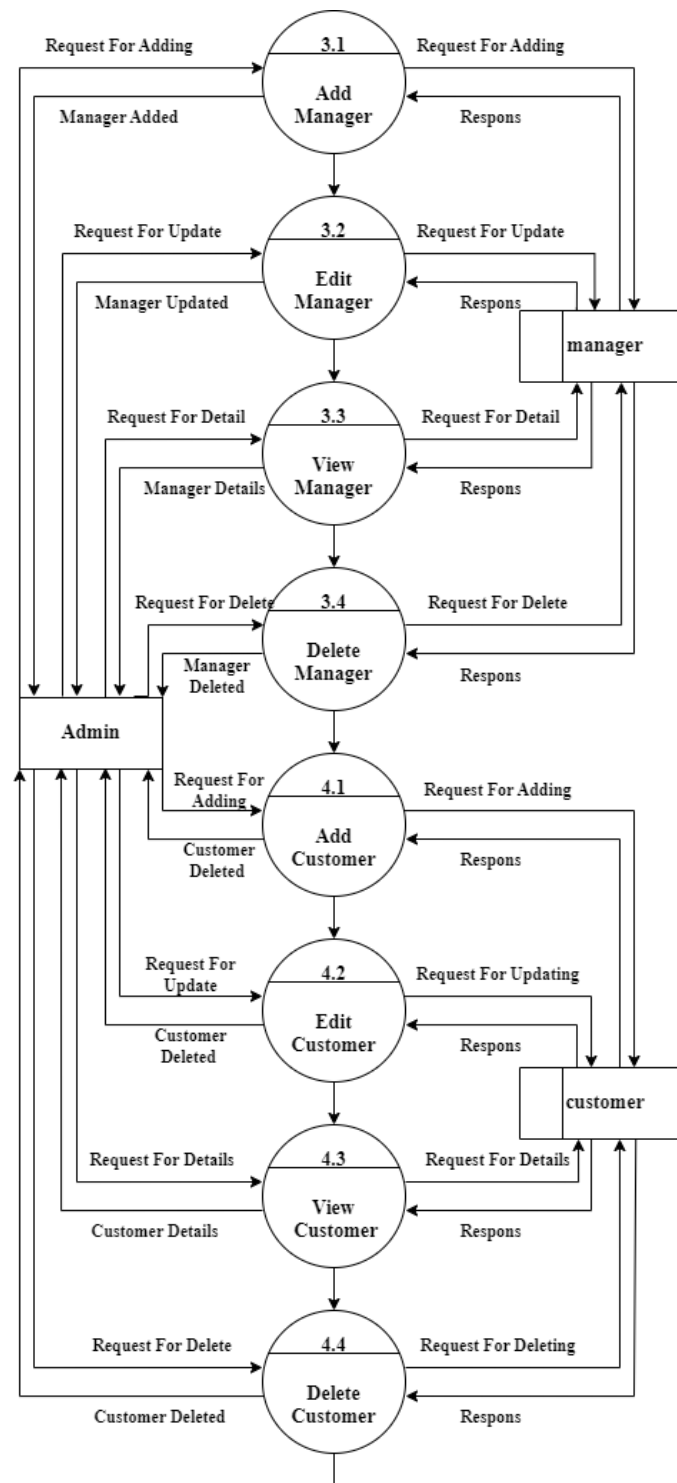 Request For Adding
3.1
Request For Adding
Add
Manager
Manager Added
Respons
Request For Update
3.2
Request For Update
Edit
Manager
Manager Updated
Respons
manager
Request For Detail
3.3
Request For Detail
View
Manager
Manager Details
Respons
Request For Delete
3.4
Request For Delete
Delete
Manager
Manager
Deleted
Respons
Admin
Request For
Adding
4.1
Request For Adding
Add
Customer
Customer
Deleted
Respons
Request For
Update
4.2
Request For Updating
Edit
Customer
Customer
Deleted
Respons
customer
Request For Details
4.3
Request For Details
View
Customer
Customer Details
Respons
Request For Delete
4.4
Request For Deleting
Delete
Customer
Customer Deleted
Respons